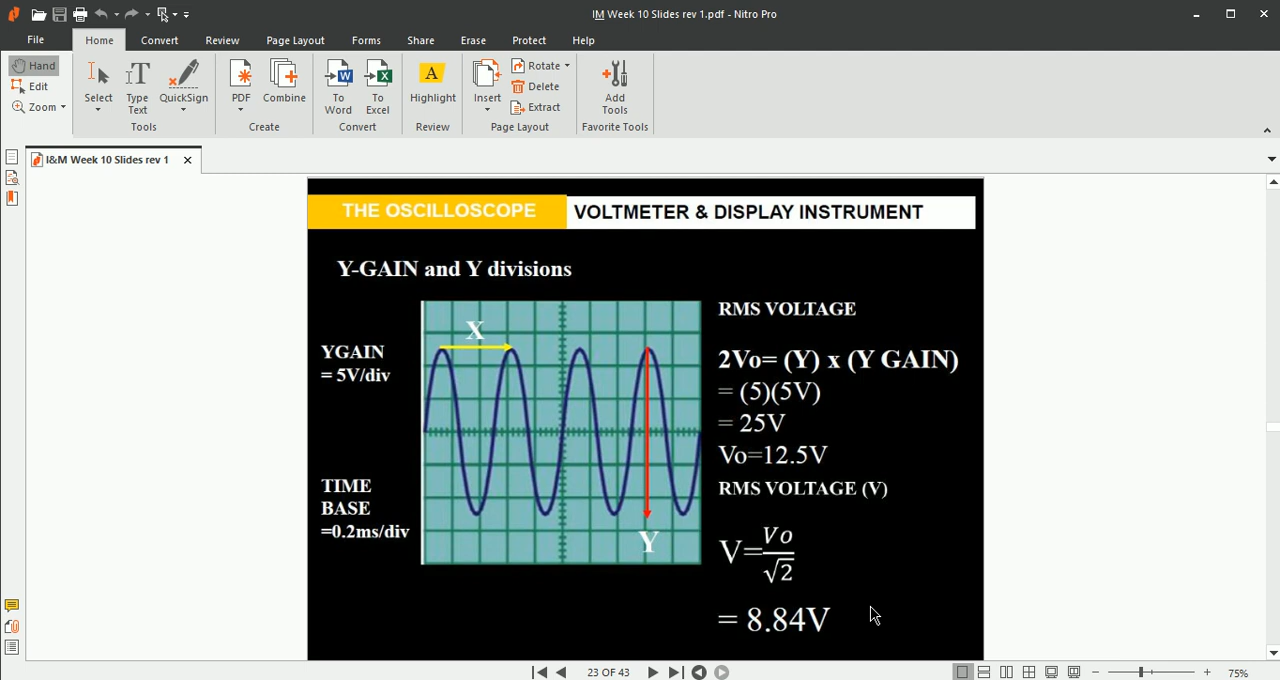 IM Week 10 Slides rev 1.pdf - Nitro Pro
File Home Convert Review Page Layout Forms Share Erase Protect Help
Hand
Edit
Zoom
Select
Type Text
QuickSign
Tools
PDF
Combine
Create
To Word
To Excel
Convert
Highlight
Review
Insert
Rotate
Delete
Extract
Page Layout
Add Tools
Favorite Tools
I&M Week 10 Slides rev 1
THE OSCILLOSCOPE VOLTMETER & DISPLAY INSTRUMENT
Y-GAIN and Y divisions
YGAIN
= 5V/div
TIME
BASE
=0.2ms/div
X
Y
RMS VOLTAGE
2Vo= (Y) x (Y GAIN)
= (5)(5V)
= 25V
Vo=12.5V
RMS VOLTAGE (V)
V=Vo/√2
= 8.84V
23 OF 43
75%